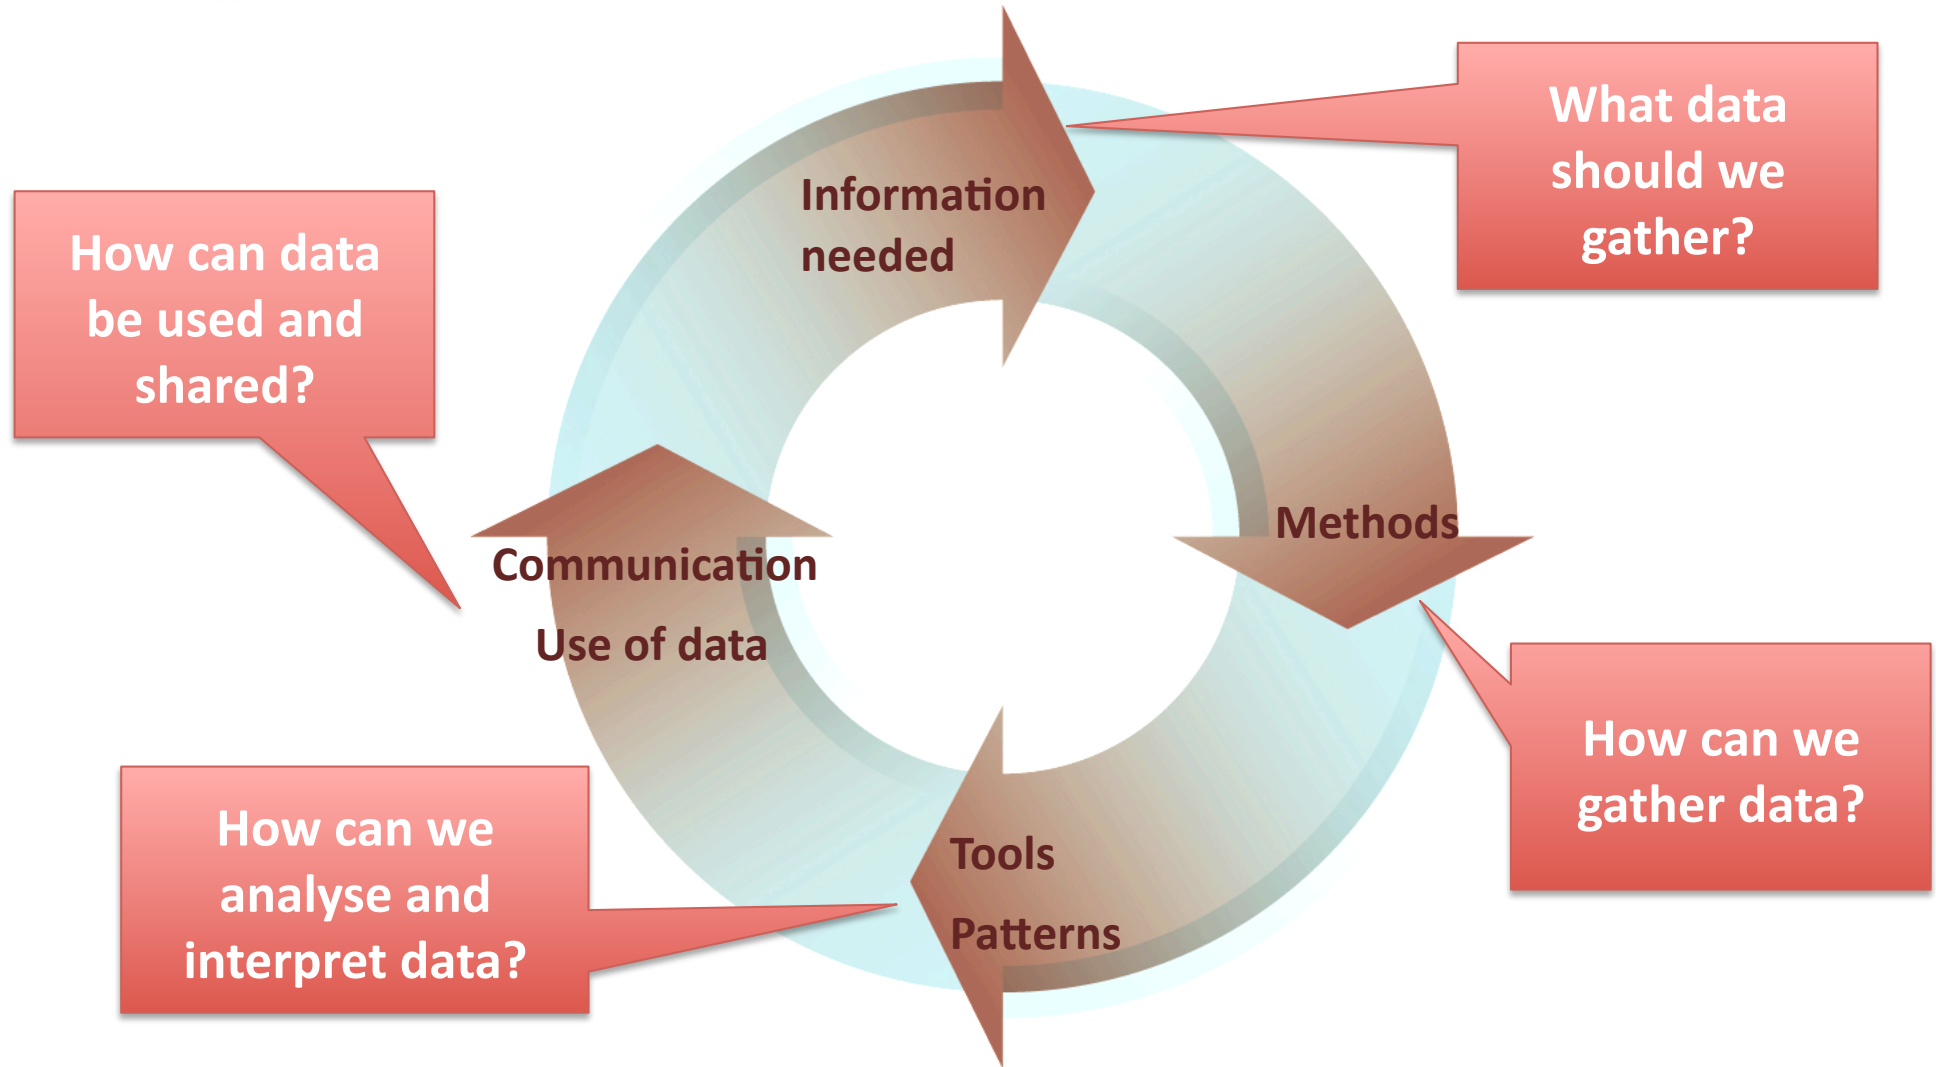 Information
needed
What data
should we
gather?
Methods
How can we
gather data?
Tools
Patterns
How can we
analyse and
interpret data?
Communication
Use of data
How can data
be used and
shared?